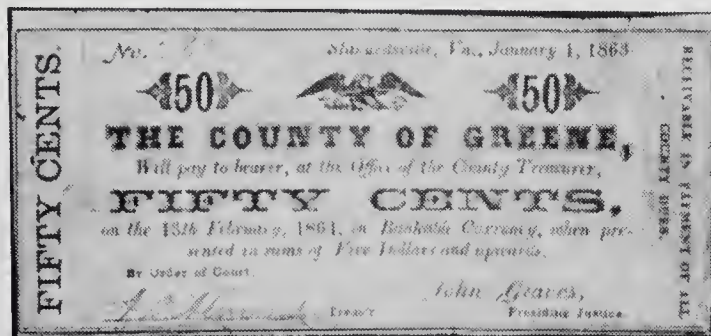 FIFTY CENTS.
No.
Stanardsville, Va., January 1, 1863
50 50
THE COUNTY OF GREENE,
Will pay to bearer, at the Office of the County Treasurer,
FIFTY CENTS,
on the 15th February, 1864, in Bankable Currency, when pre-
sented in sums of Five Dollars and upwards.
By Order of Court.
Treas'r
John Graves,
Presiding Justice.
RECEIVABLE IN PAYMENT OF ALL
COUNTY DUES.